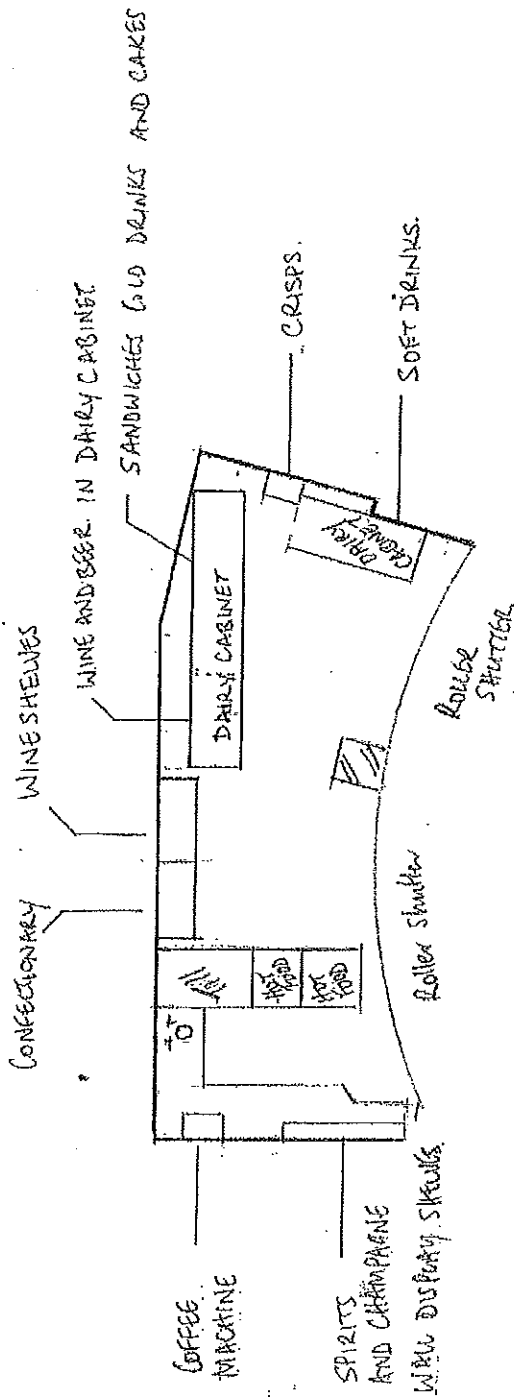 CONFECTIONARY
WINE SHELVES
WINE AND BEER IN DAIRY CABINET
SANDWICHES COLD DRINKS AND CAKES
CRISPS.
SOFT DRINKS.
DAIRY CABINET
DAIRY
CABINET
TILL
HOT
FOOD
HOT
FOOD
ROLLER
SHUTTER
Roller Shutter
COFFEE
MACHINE
SPIRITS
AND CHAMPAGNE
WALL DISPLAY SHELVES.